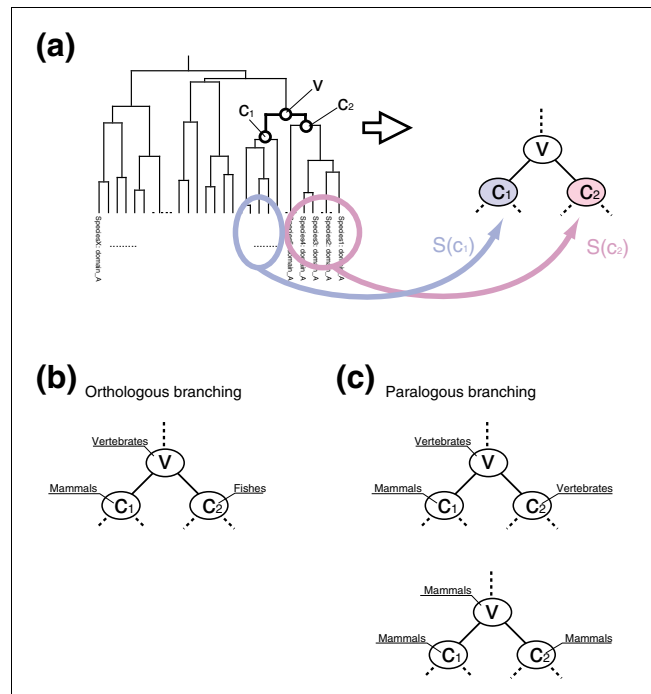 (a)
V
C1
C2
V
C1
C2
S(c1)
S(c2)
SpeciesX: domain_A
..........
..........
Species4: domain_A
Species3: domain_A
Species2: domain_A
Species1: domain_A
(b)
Orthologous branching
Vertebrates
V
Mammals
Fishes
C1
C2
(c)
Paralogous branching
Vertebrates
V
Mammals
Vertebrates
C1
C2
Mammals
V
Mammals
Mammals
C1
C2